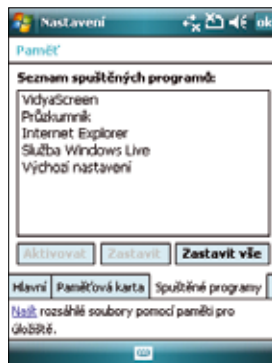 Nastavení
ok
Paměť
Seznam spuštěných programů:
VidyaScreen
Průzkumník
Internet Explorer
Služba Windows Live
Výchozí nastavení
Aktivovat Zastavit Zastavit vše
Hlavní Paměťová karta Spuštěné programy
Najít rozsáhlé soubory pomocí paměti pro
úložiště.